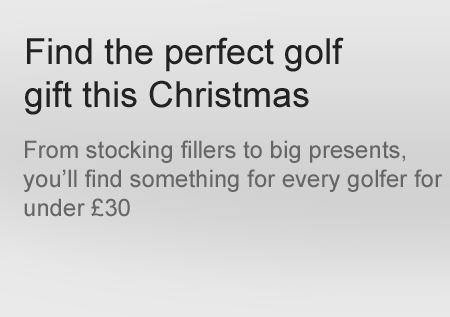 Find the perfect golf
gift this Christmas
From stocking fillers to big presents,
you’ll find something for every golfer for
under £30